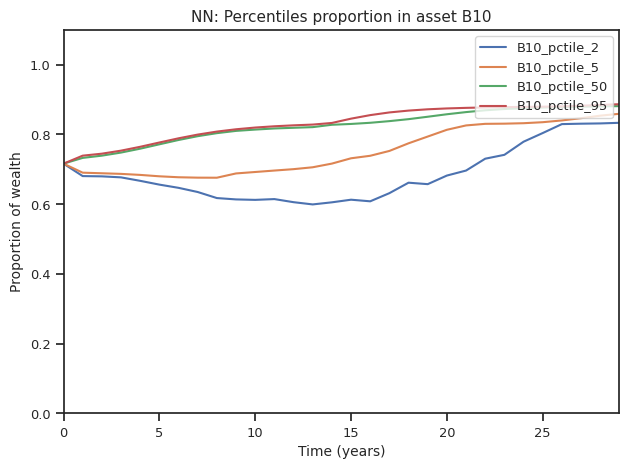 NN: Percentiles proportion in asset B10
B10_pctile_2
B10_pctile_5
B10_pctile_50
B10_pctile_95
1.0
0.8
0.6
0.4
0.2
0.0
Proportion of wealth
0 5 10 15 20 25
Time (years)